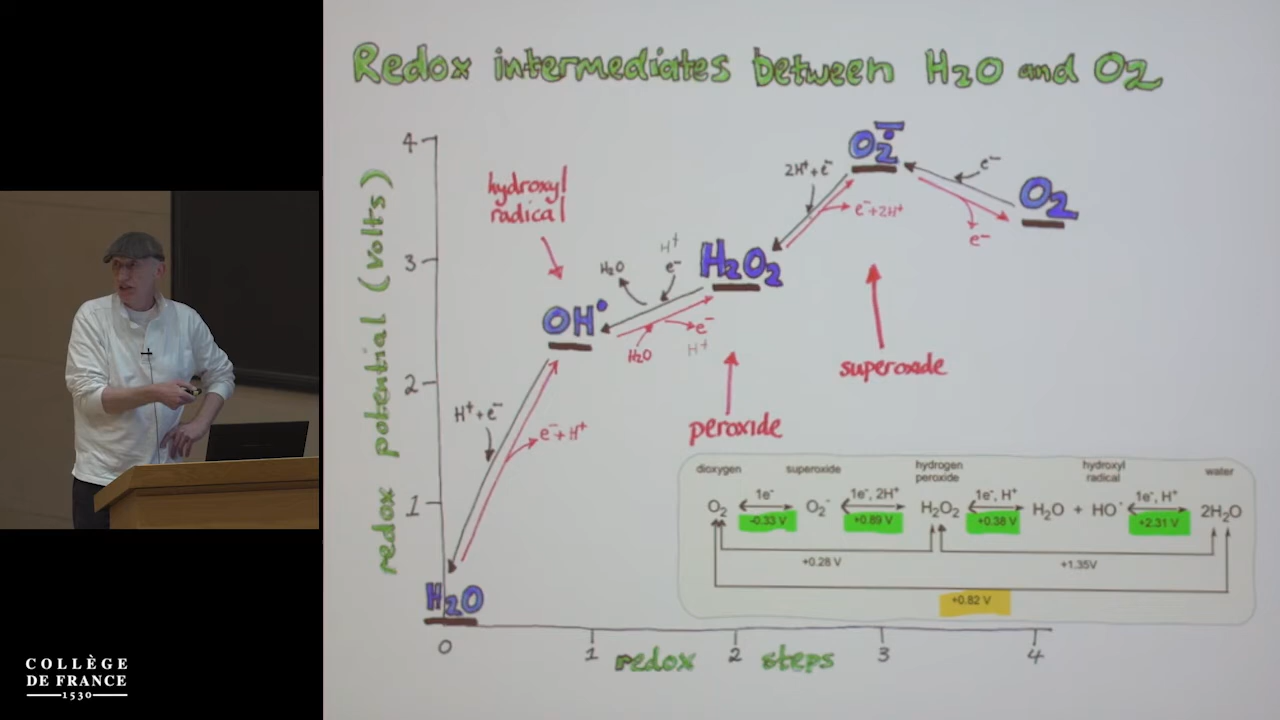 Redox intermediates between H2O and O2
redox potential (volts)
4
3
2
1
O2•−
2H+ + e−
e−
O2
e− + 2H+
e−
hydroxyl
radical
H+
H2O
e−
H2O2
OH•
e−
H2O
H+
superoxide
peroxide
H+ + e−
e− + H+
H2O
0
1
2
3
4
redox steps
dioxygen
superoxide
hydrogen
peroxide
hydroxyl
radical
water
1e-
1e-, 2H+
1e-, H+
1e-, H+
O2
O2-
H2O2
H2O + HO·
2H2O
-0.33 V
+0.89 V
+0.38 V
+2.31 V
+0.28 V
+1.35V
+0.82 V
COLLÈGE
DE FRANCE
1530